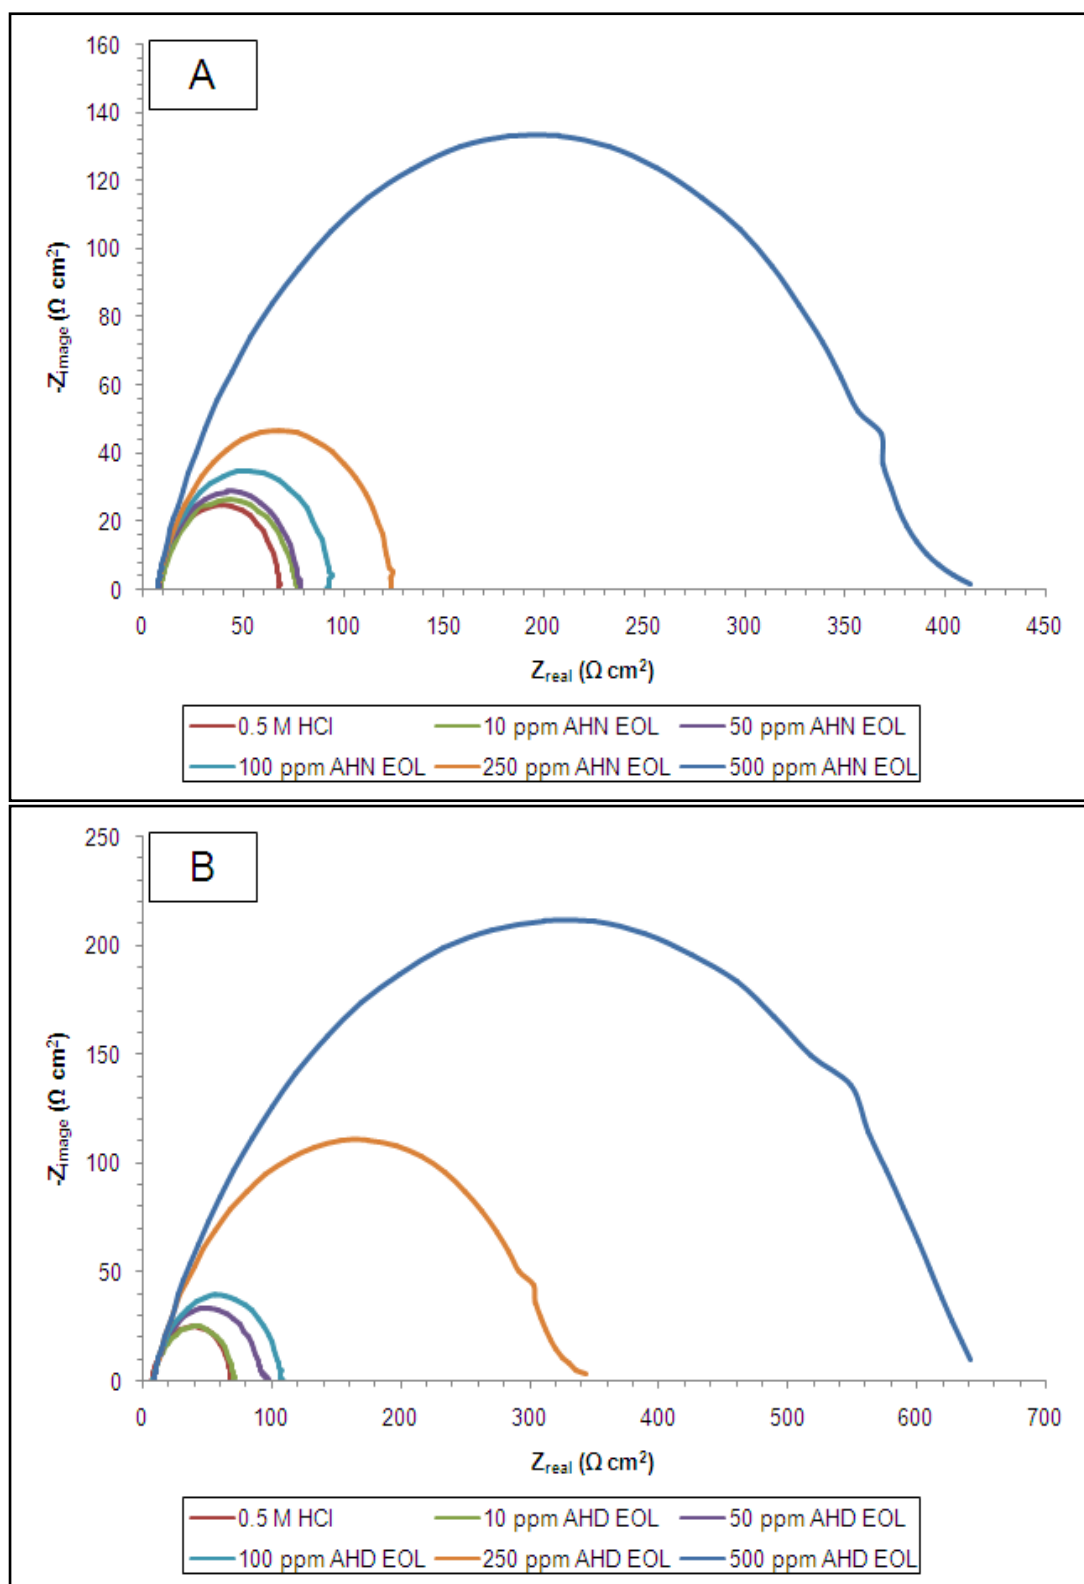 A
160
140
120
100
80
60
40
20
0
-Zimage (Ω cm²)
0 50 100 150 200 250 300 350 400 450
Zreal (Ω cm²)
0.5 M HCl 10 ppm AHN EOL 50 ppm AHN EOL
100 ppm AHN EOL 250 ppm AHN EOL 500 ppm AHN EOL
B
250
200
150
100
50
0
-Zimage (Ω cm²)
0 100 200 300 400 500 600 700
Zreal (Ω cm²)
0.5 M HCl 10 ppm AHD EOL 50 ppm AHD EOL
100 ppm AHD EOL 250 ppm AHD EOL 500 ppm AHD EOL